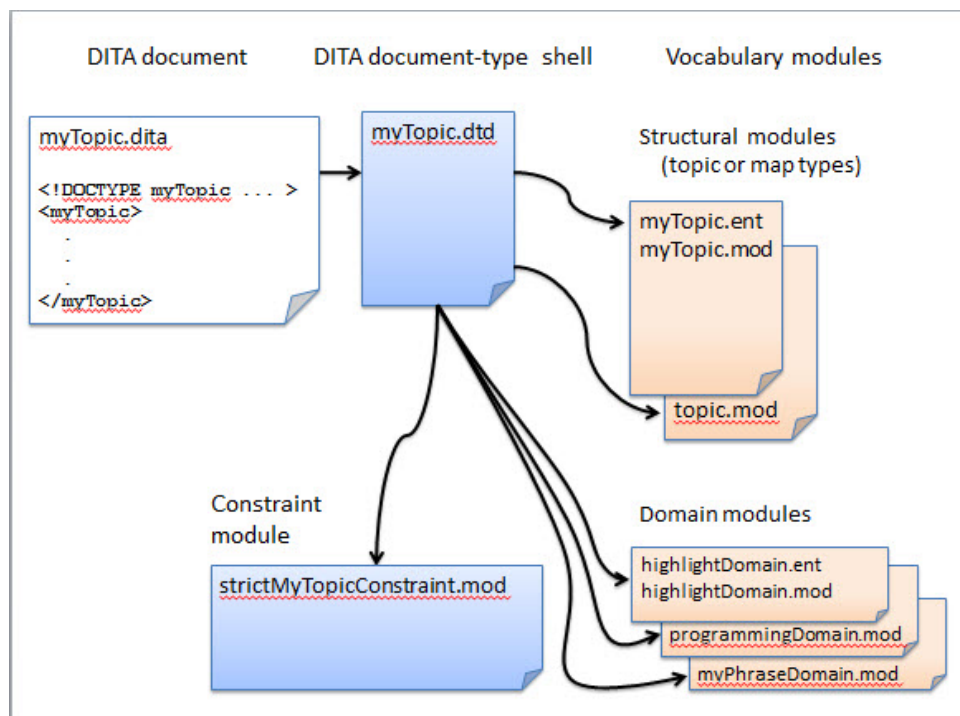 DITA document
DITA document-type shell
Vocabulary modules
myTopic.dita
<!DOCTYPE myTopic ... >
<myTopic>
.
.
.
</myTopic>
myTopic.dtd
Structural modules
(topic or map types)
myTopic.ent
myTopic.mod
topic.mod
Constraint
module
strictMyTopicConstraint.mod
Domain modules
highlightDomain.ent
highlightDomain.mod
programmingDomain.mod
myPhraseDomain.mod